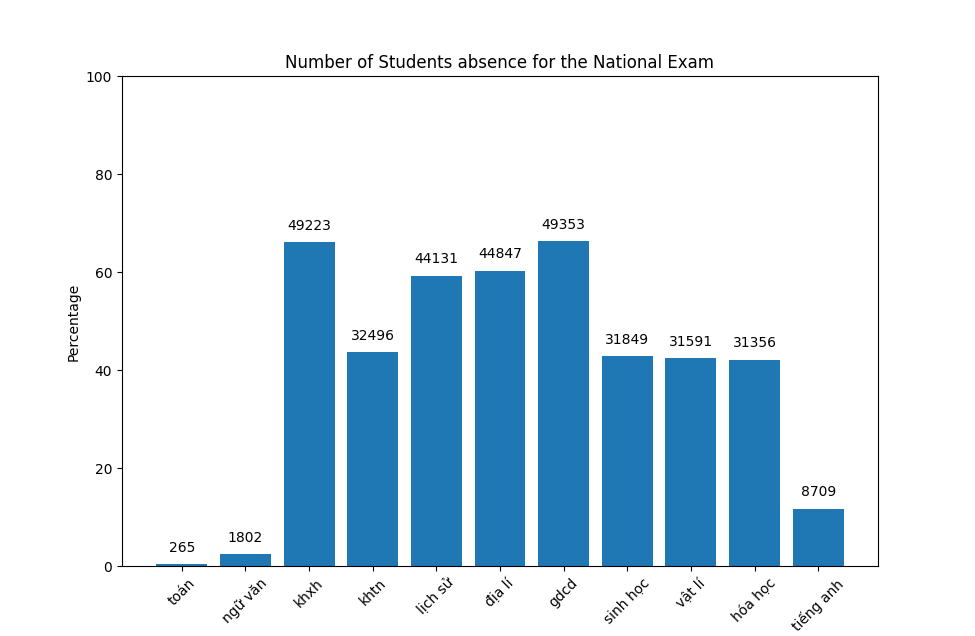 Number of Students absence for the National Exam
Percentage
100
80
60
40
20
0
265
1802
49223
32496
44131
44847
49353
31849
31591
31356
8709
toán
ngữ văn
khxh
khtn
lịch sử
địa lí
gdcd
sinh học
vật lí
hóa học
tiếng anh